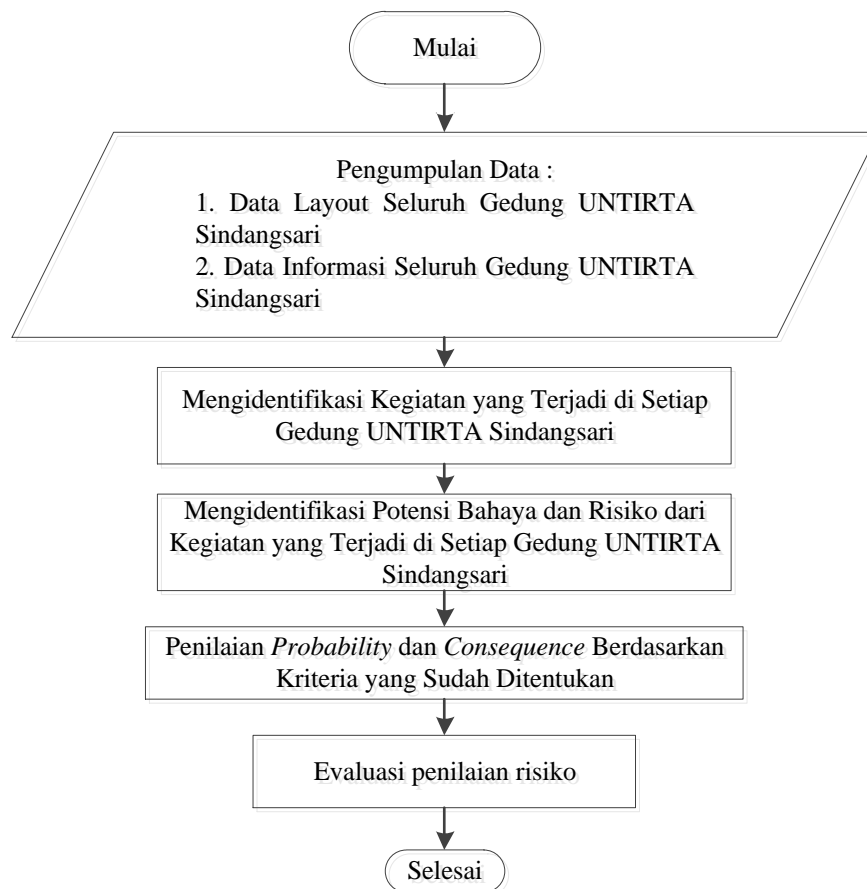 Mulai
Pengumpulan Data :
1. Data Layout Seluruh Gedung UNTIRTA
Sindangsari
2. Data Informasi Seluruh Gedung UNTIRTA
Sindangsari
Mengidentifikasi Kegiatan yang Terjadi di Setiap
Gedung UNTIRTA Sindangsari
Mengidentifikasi Potensi Bahaya dan Risiko dari
Kegiatan yang Terjadi di Setiap Gedung UNTIRTA
Sindangsari
Penilaian Probability dan Consequence Berdasarkan
Kriteria yang Sudah Ditentukan
Evaluasi penilaian risiko
Selesai